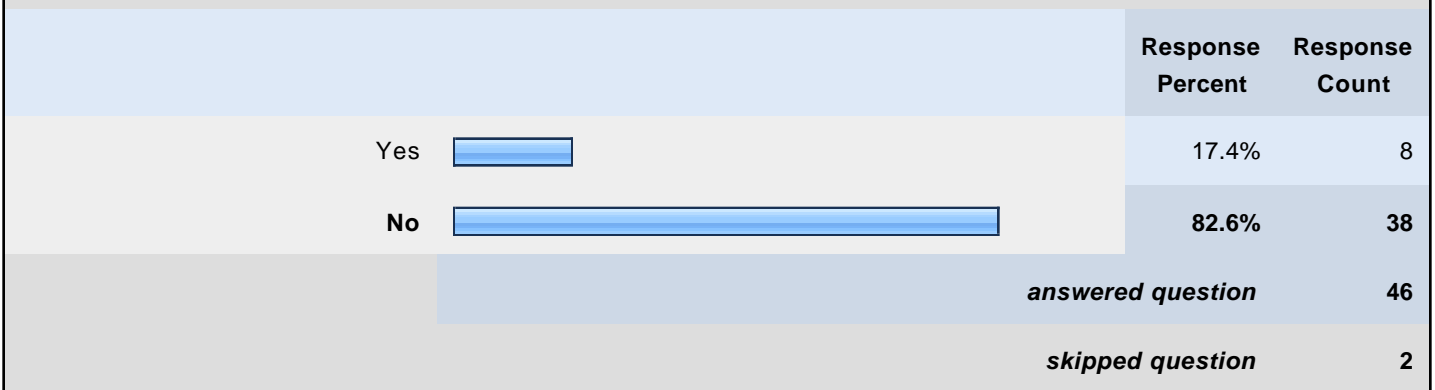 Response Response
Percent Count
Yes 17.4% 8
No 82.6% 38
answered question 46
skipped question 2